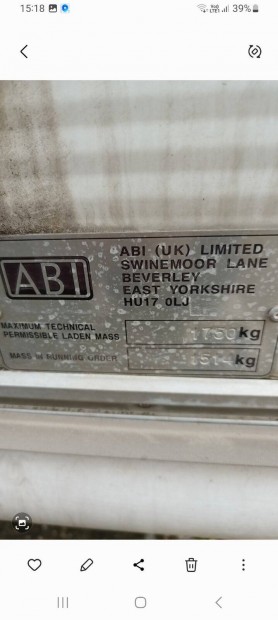 15:18
39%
ABI
ABI (UK) LIMITED
SWINEMOOR LANE
BEVERLEY
EAST YORKSHIRE
HU17 0LJ
MAXIMUM TECHNICAL
PERMISSIBLE LADEN MASS
kg
MASS IN RUNNING ORDER
kg